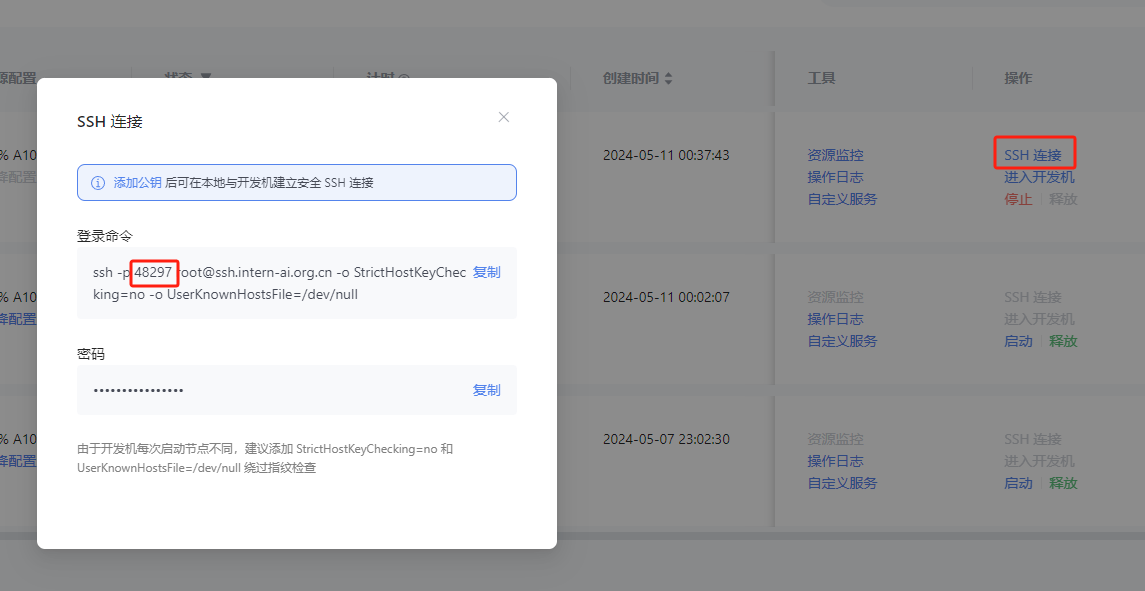 源配置
状态
计时
创建时间
工具
操作
SSH 连接
添加公钥 后可在本地与开发机建立安全 SSH 连接
登录命令
ssh -p 48297 root@ssh.intern-ai.org.cn -o StrictHostKeyChec
king=no -o UserKnownHostsFile=/dev/null
复制
密码
••••••••••••••••
复制
由于开发机每次启动节点不同，建议添加 StrictHostKeyChecking=no 和
UserKnownHostsFile=/dev/null 绕过指纹检查
% A10
降配置
2024-05-11 00:37:43
资源监控
操作日志
自定义服务
SSH 连接
进入开发机
停止 释放
% A10
降配置
2024-05-11 00:02:07
资源监控
操作日志
自定义服务
SSH 连接
进入开发机
启动 释放
% A10
降配置
2024-05-07 23:02:30
资源监控
操作日志
自定义服务
SSH 连接
进入开发机
启动 释放